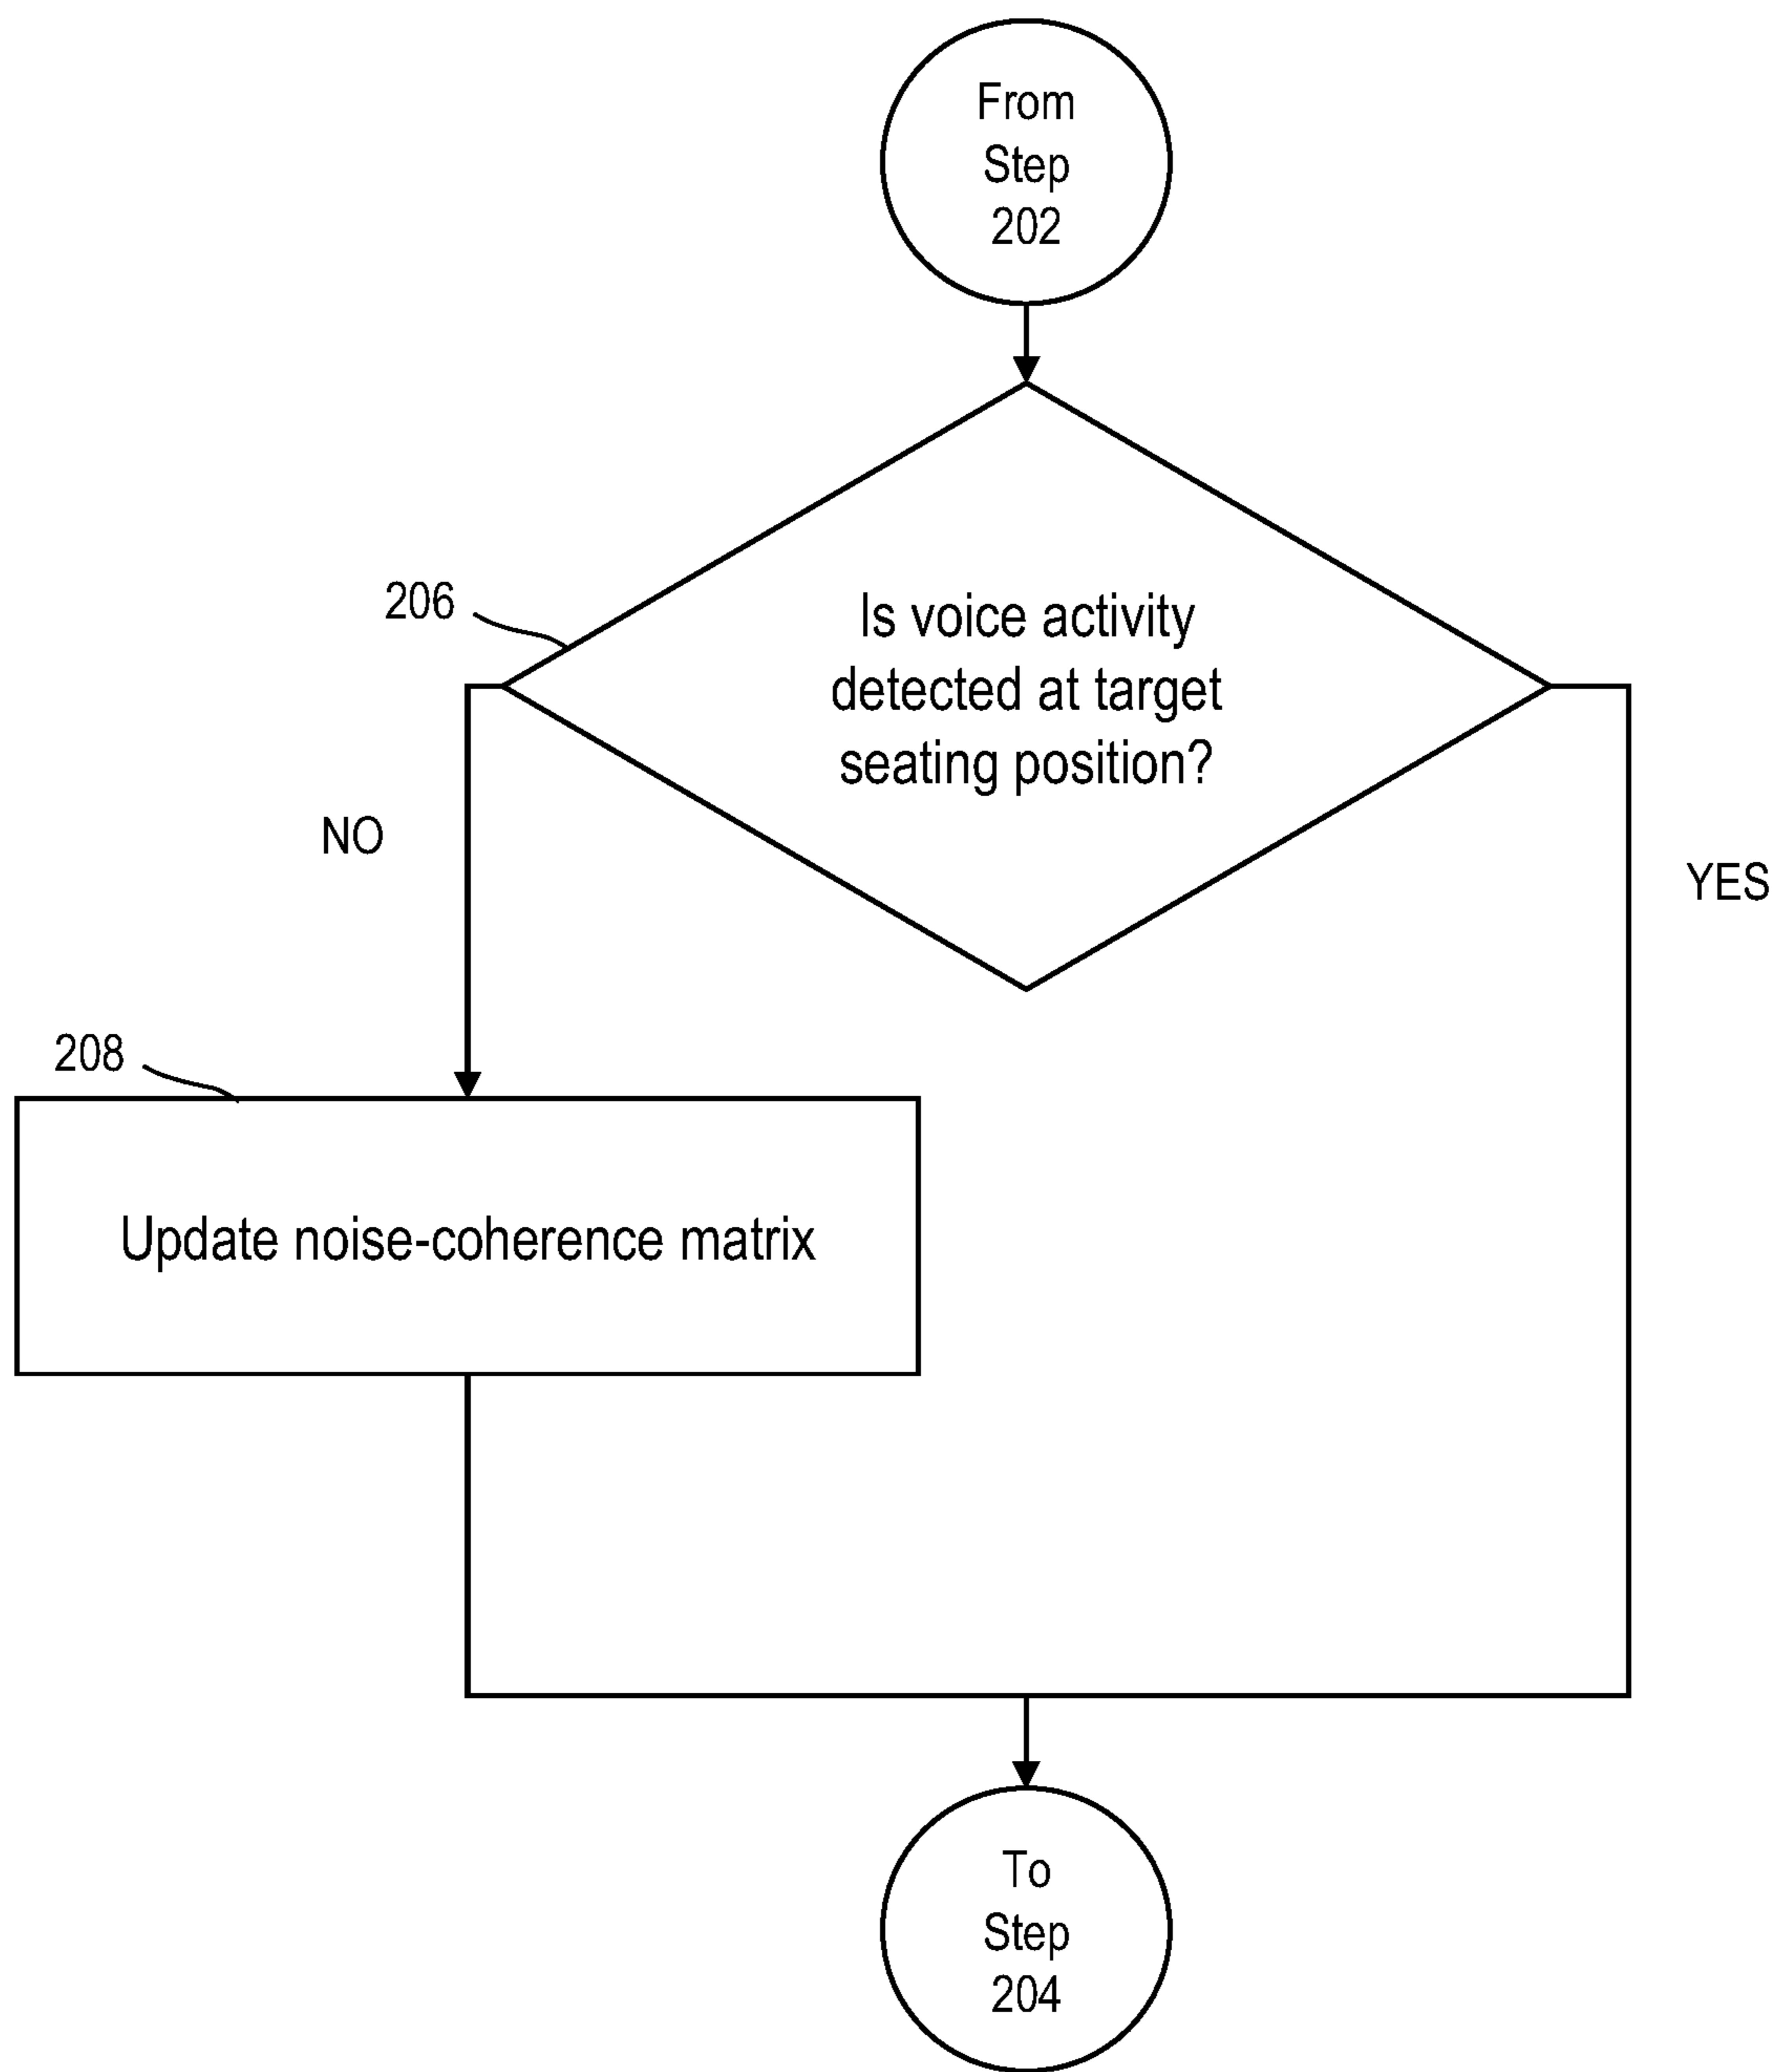 From
Step
202
206
Is voice activity
detected at target
seating position?
NO
YES
208
Update noise-coherence matrix
To
Step
204